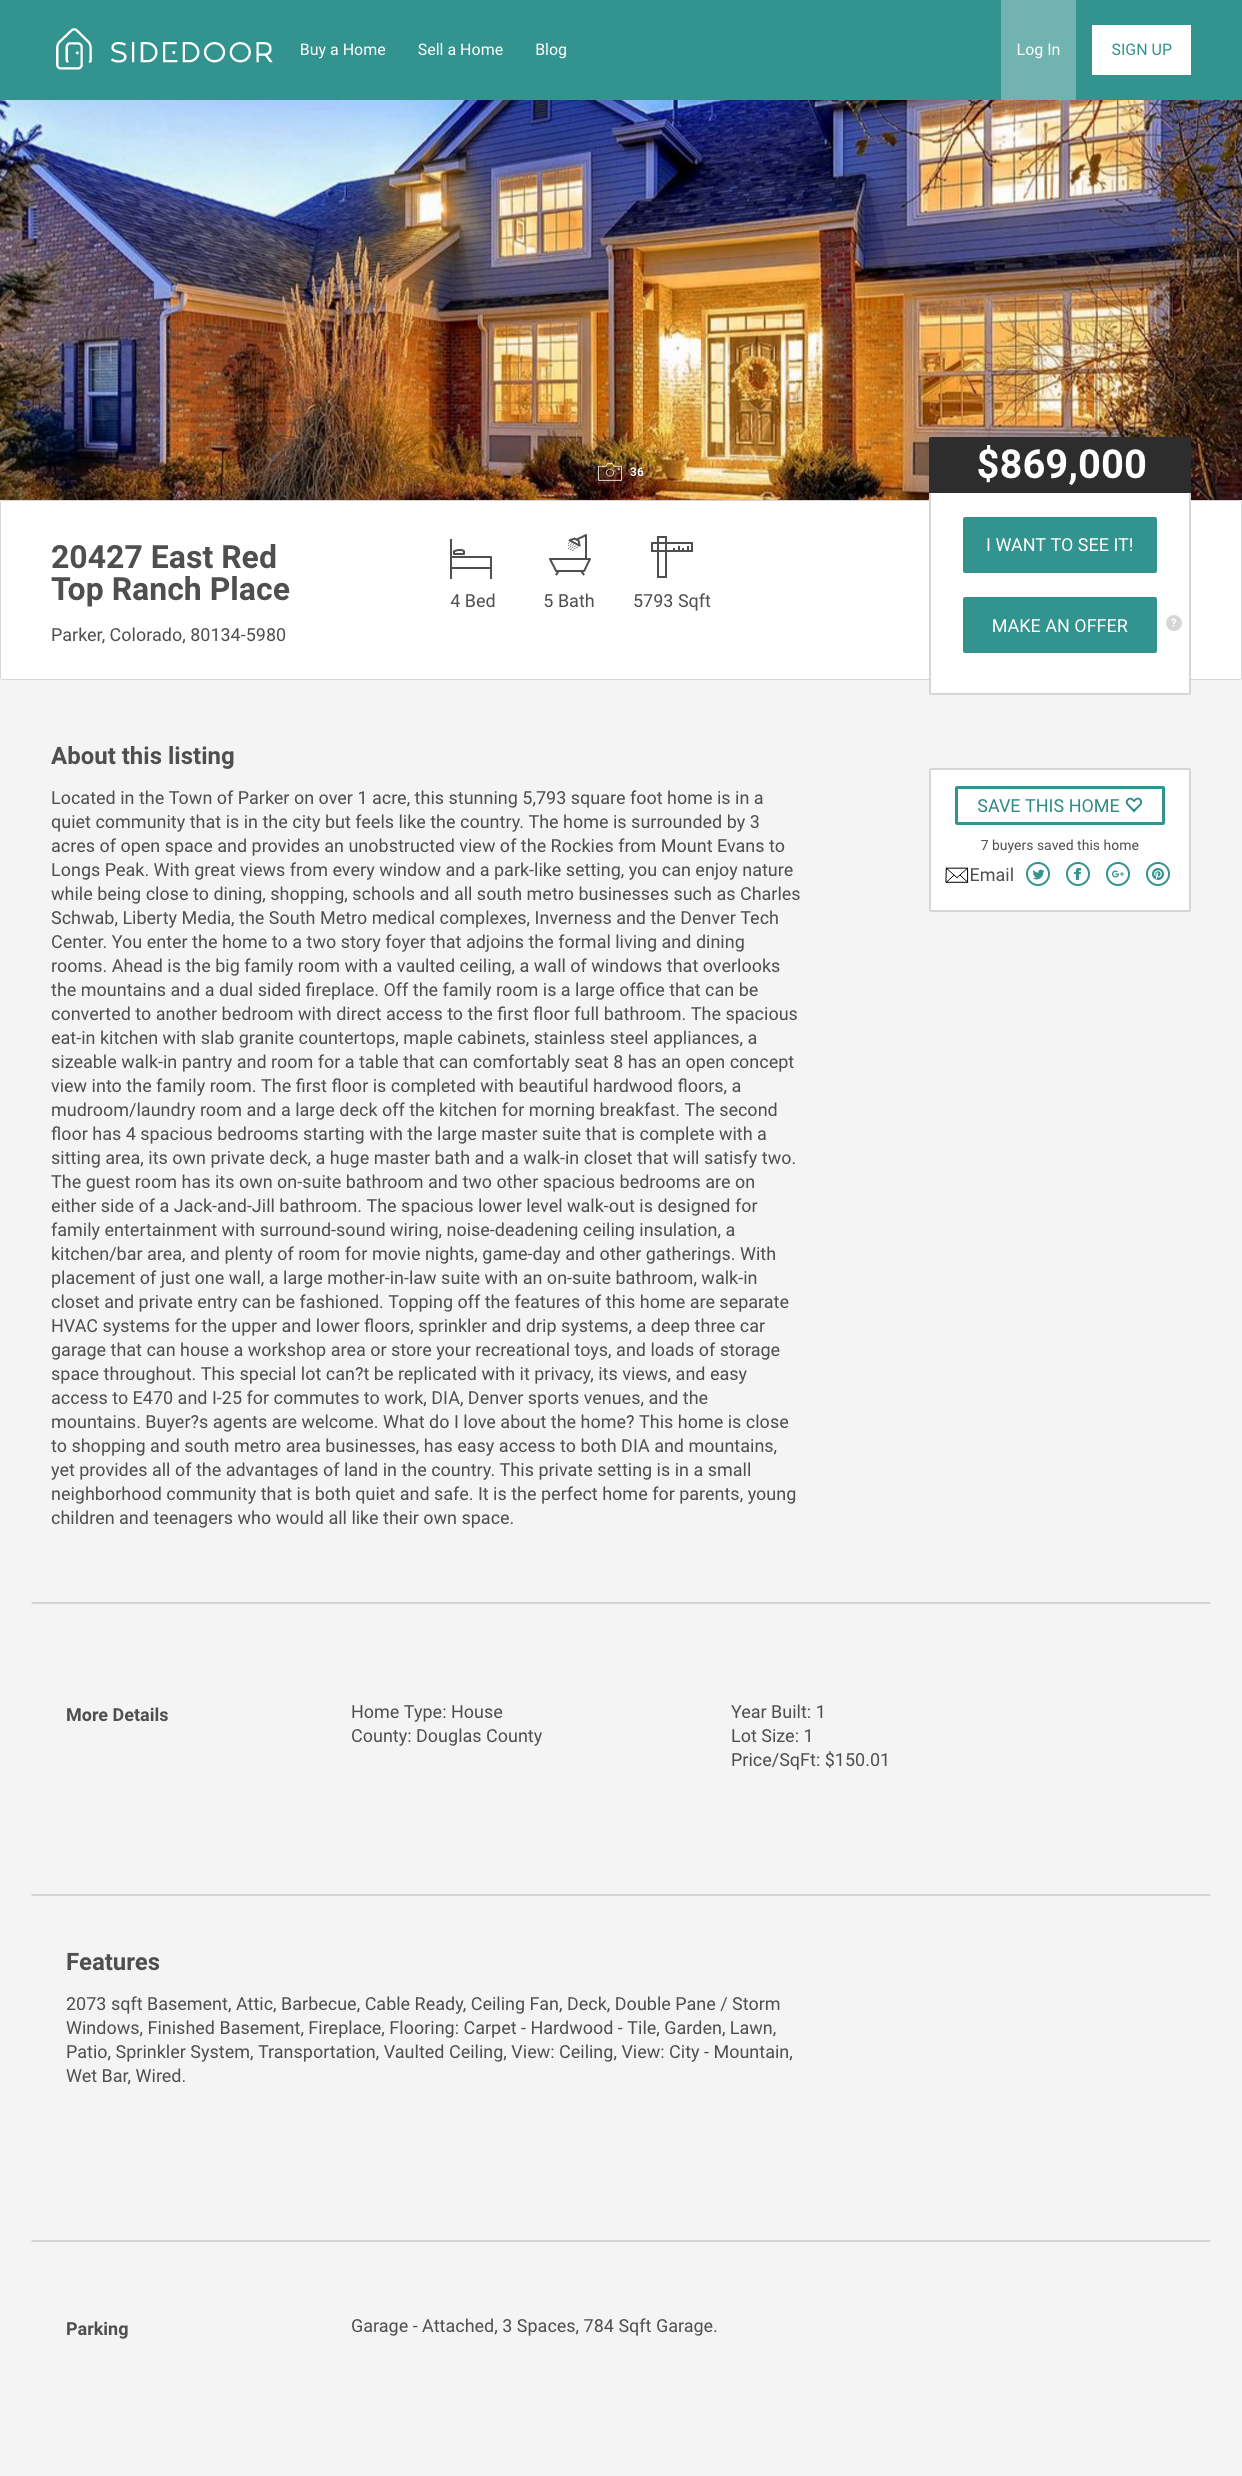 SIDEDOOR Buy a Home Sell a Home Blog Log In SIGN UP
36
$869,000
20427 East Red
Top Ranch Place
Parker, Colorado, 80134-5980
4 Bed 5 Bath 5793 Sqft
I WANT TO SEE IT!
MAKE AN OFFER ?
About this listing
Located in the Town of Parker on over 1 acre, this stunning 5,793 square foot home is in a
quiet community that is in the city but feels like the country. The home is surrounded by 3
acres of open space and provides an unobstructed view of the Rockies from Mount Evans to
Longs Peak. With great views from every window and a park-like setting, you can enjoy nature
while being close to dining, shopping, schools and all south metro businesses such as Charles
Schwab, Liberty Media, the South Metro medical complexes, Inverness and the Denver Tech
Center. You enter the home to a two story foyer that adjoins the formal living and dining
rooms. Ahead is the big family room with a vaulted ceiling, a wall of windows that overlooks
the mountains and a dual sided fireplace. Off the family room is a large office that can be
converted to another bedroom with direct access to the first floor full bathroom. The spacious
eat-in kitchen with slab granite countertops, maple cabinets, stainless steel appliances, a
sizeable walk-in pantry and room for a table that can comfortably seat 8 has an open concept
view into the family room. The first floor is completed with beautiful hardwood floors, a
mudroom/laundry room and a large deck off the kitchen for morning breakfast. The second
floor has 4 spacious bedrooms starting with the large master suite that is complete with a
sitting area, its own private deck, a huge master bath and a walk-in closet that will satisfy two.
The guest room has its own on-suite bathroom and two other spacious bedrooms are on
either side of a Jack-and-Jill bathroom. The spacious lower level walk-out is designed for
family entertainment with surround-sound wiring, noise-deadening ceiling insulation, a
kitchen/bar area, and plenty of room for movie nights, game-day and other gatherings. With
placement of just one wall, a large mother-in-law suite with an on-suite bathroom, walk-in
closet and private entry can be fashioned. Topping off the features of this home are separate
HVAC systems for the upper and lower floors, sprinkler and drip systems, a deep three car
garage that can house a workshop area or store your recreational toys, and loads of storage
space throughout. This special lot can?t be replicated with it privacy, its views, and easy
access to E470 and I-25 for commutes to work, DIA, Denver sports venues, and the
mountains. Buyer?s agents are welcome. What do I love about the home? This home is close
to shopping and south metro area businesses, has easy access to both DIA and mountains,
yet provides all of the advantages of land in the country. This private setting is in a small
neighborhood community that is both quiet and safe. It is the perfect home for parents, young
children and teenagers who would all like their own space.
SAVE THIS HOME
7 buyers saved this home
Email
More Details
Home Type: House
County: Douglas County
Year Built: 1
Lot Size: 1
Price/SqFt: $150.01
Features
2073 sqft Basement, Attic, Barbecue, Cable Ready, Ceiling Fan, Deck, Double Pane / Storm
Windows, Finished Basement, Fireplace, Flooring: Carpet - Hardwood - Tile, Garden, Lawn,
Patio, Sprinkler System, Transportation, Vaulted Ceiling, View: Ceiling, View: City - Mountain,
Wet Bar, Wired.
Parking
Garage - Attached, 3 Spaces, 784 Sqft Garage.